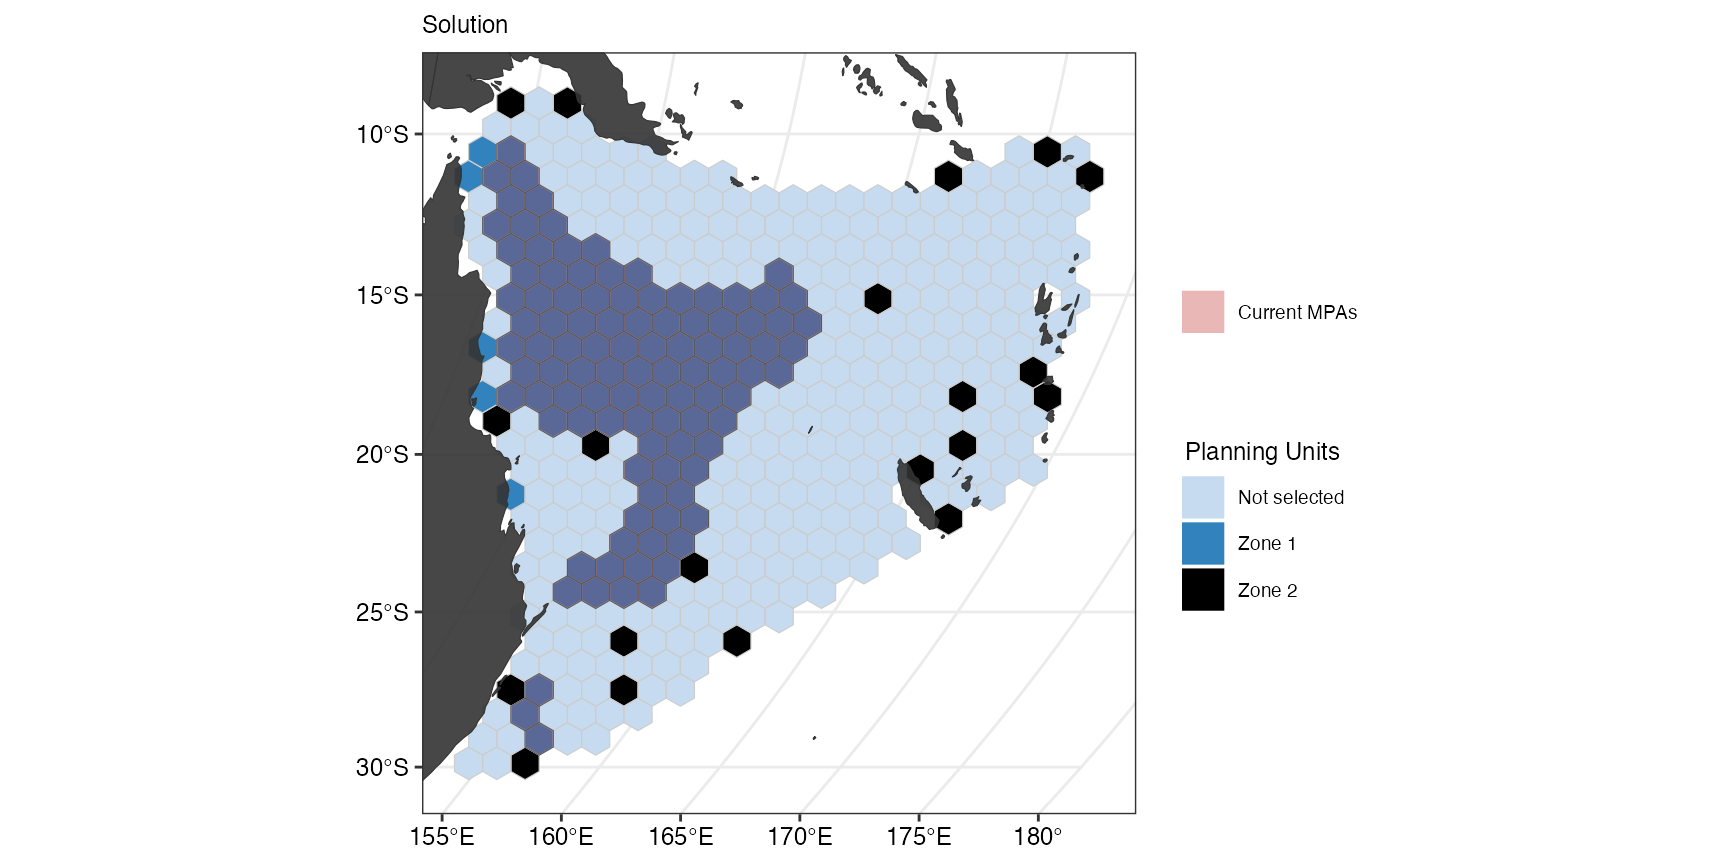 Solution
10°S
15°S
20°S
25°S
30°S
155°E 160°E 165°E 170°E 175°E 180°
Current MPAs
Planning Units
Not selected
Zone 1
Zone 2